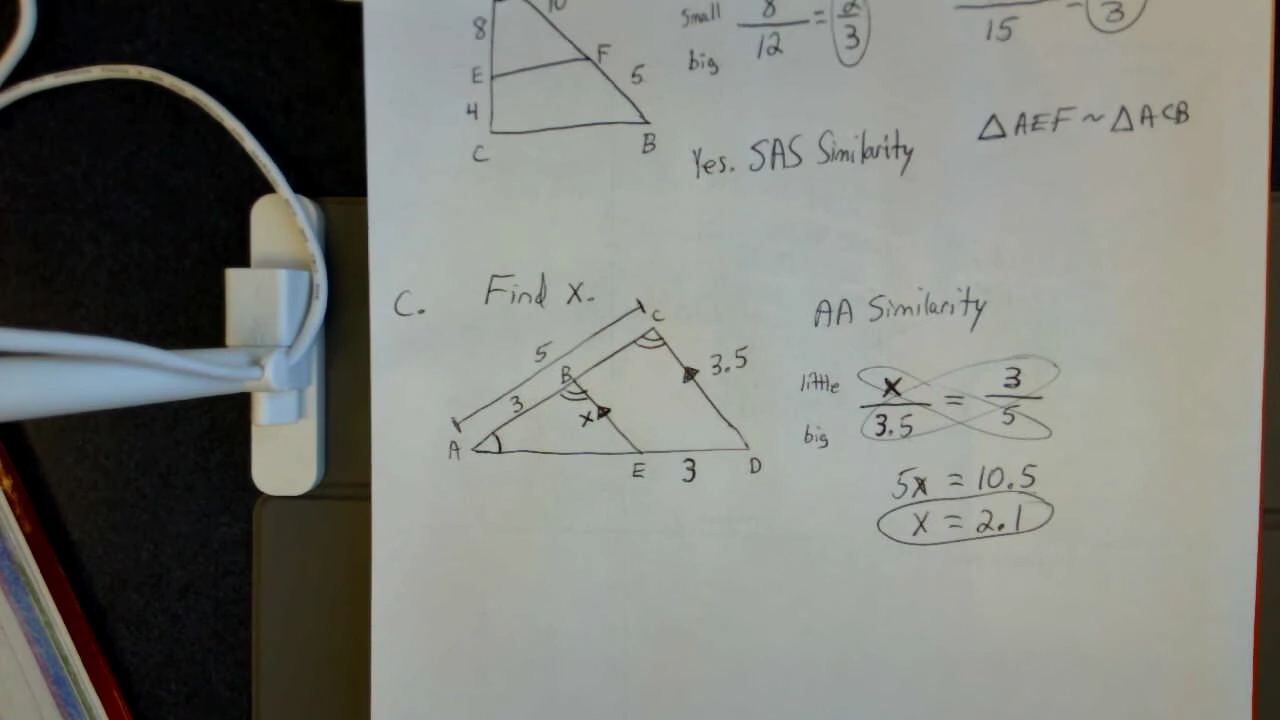 10
8
E
F
5
4
C
B
Small
big
8
12
=
2
3
15
3
Yes. SAS Similarity
△AEF ~ △ACB
C. Find x.
5
C
B
3
x
3.5
A
E
3
D
AA Similarity
little
big
x
3.5
=
3
5
5x = 10.5
x = 2.1